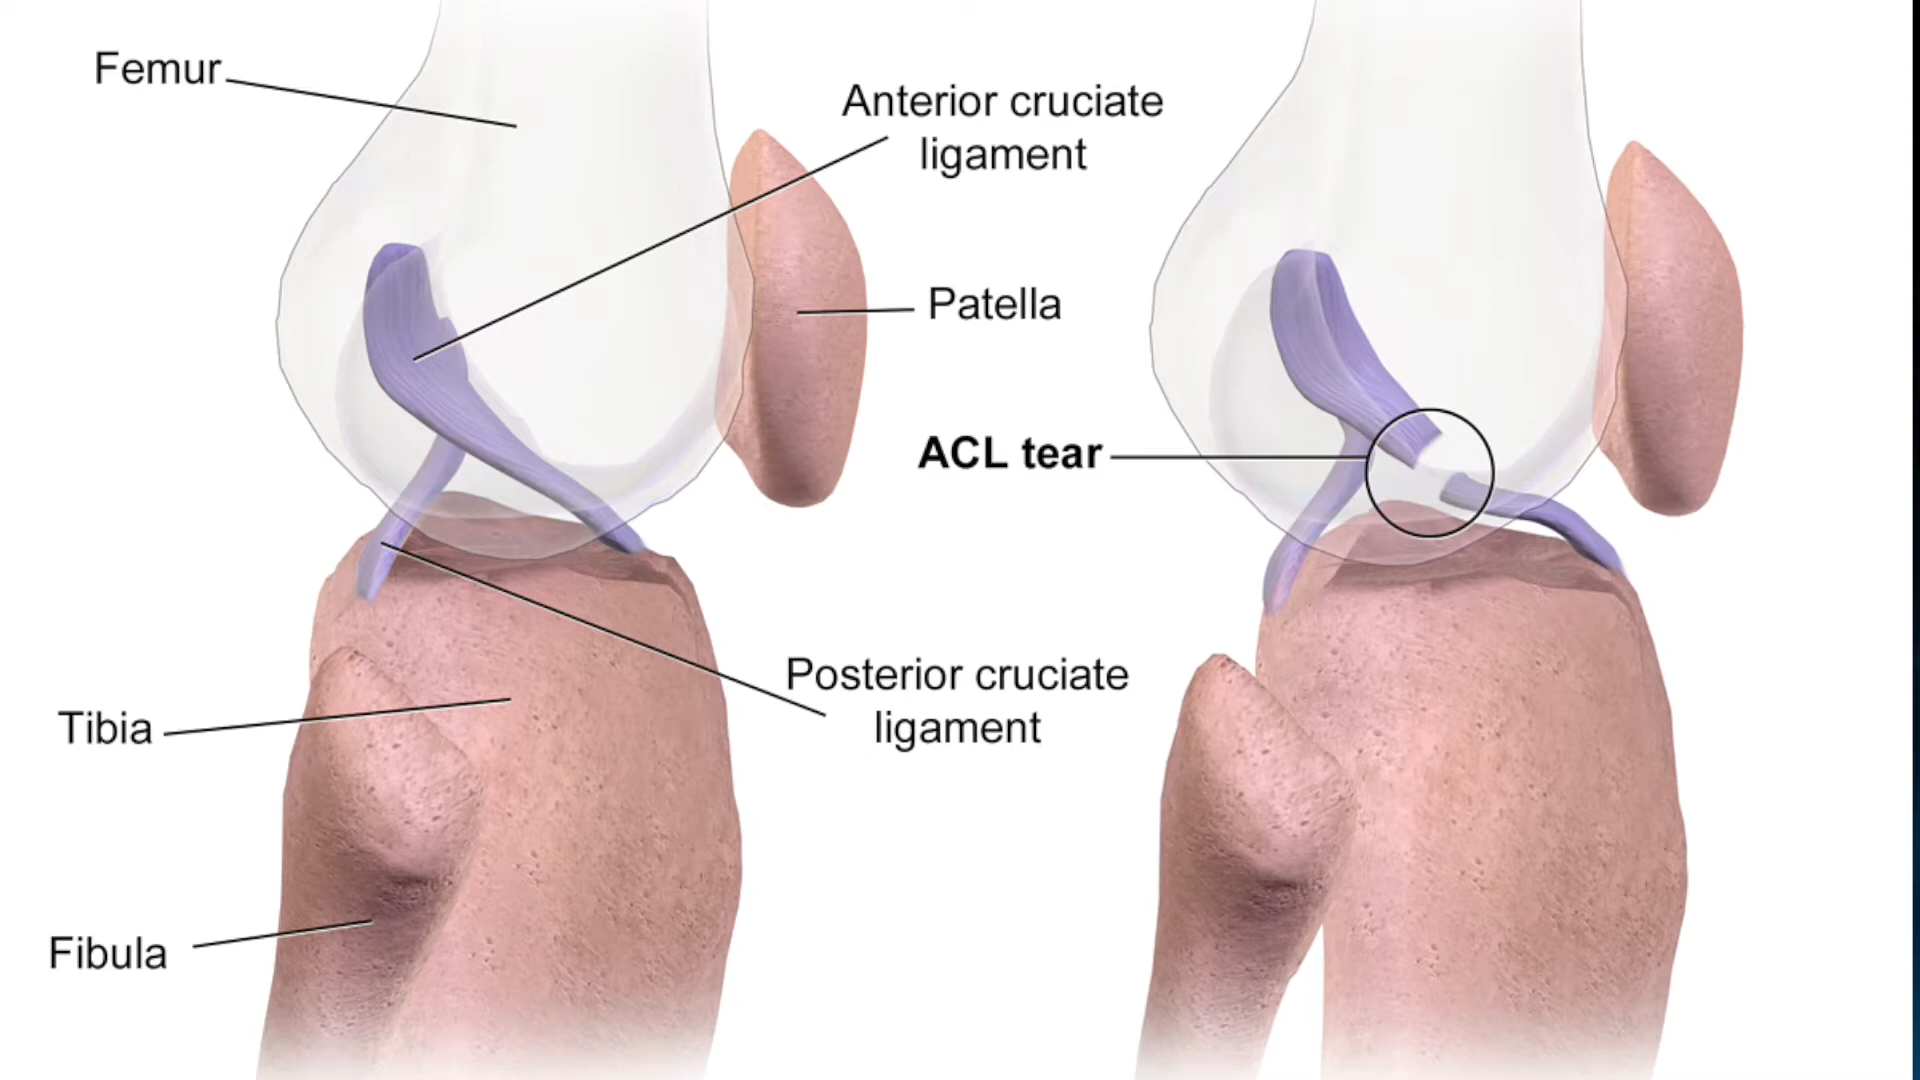 Femur
Anterior cruciate
ligament
Patella
ACL tear
Posterior cruciate
ligament
Tibia
Fibula